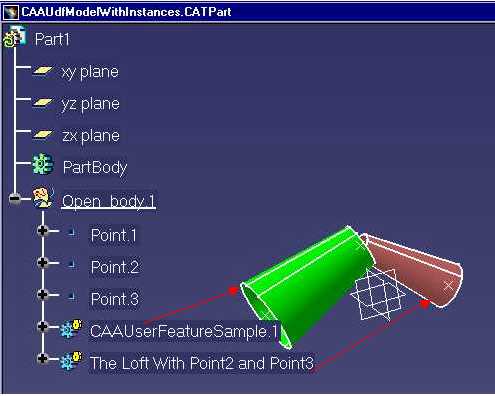 CAAUdfModelWithInstances.CATPart
Part1
xy plane
yz plane
zx plane
PartBody
Open_body.1
Point.1
Point.2
Point.3
CAAUserFeatureSample.1
The Loft With Point2 and Point3